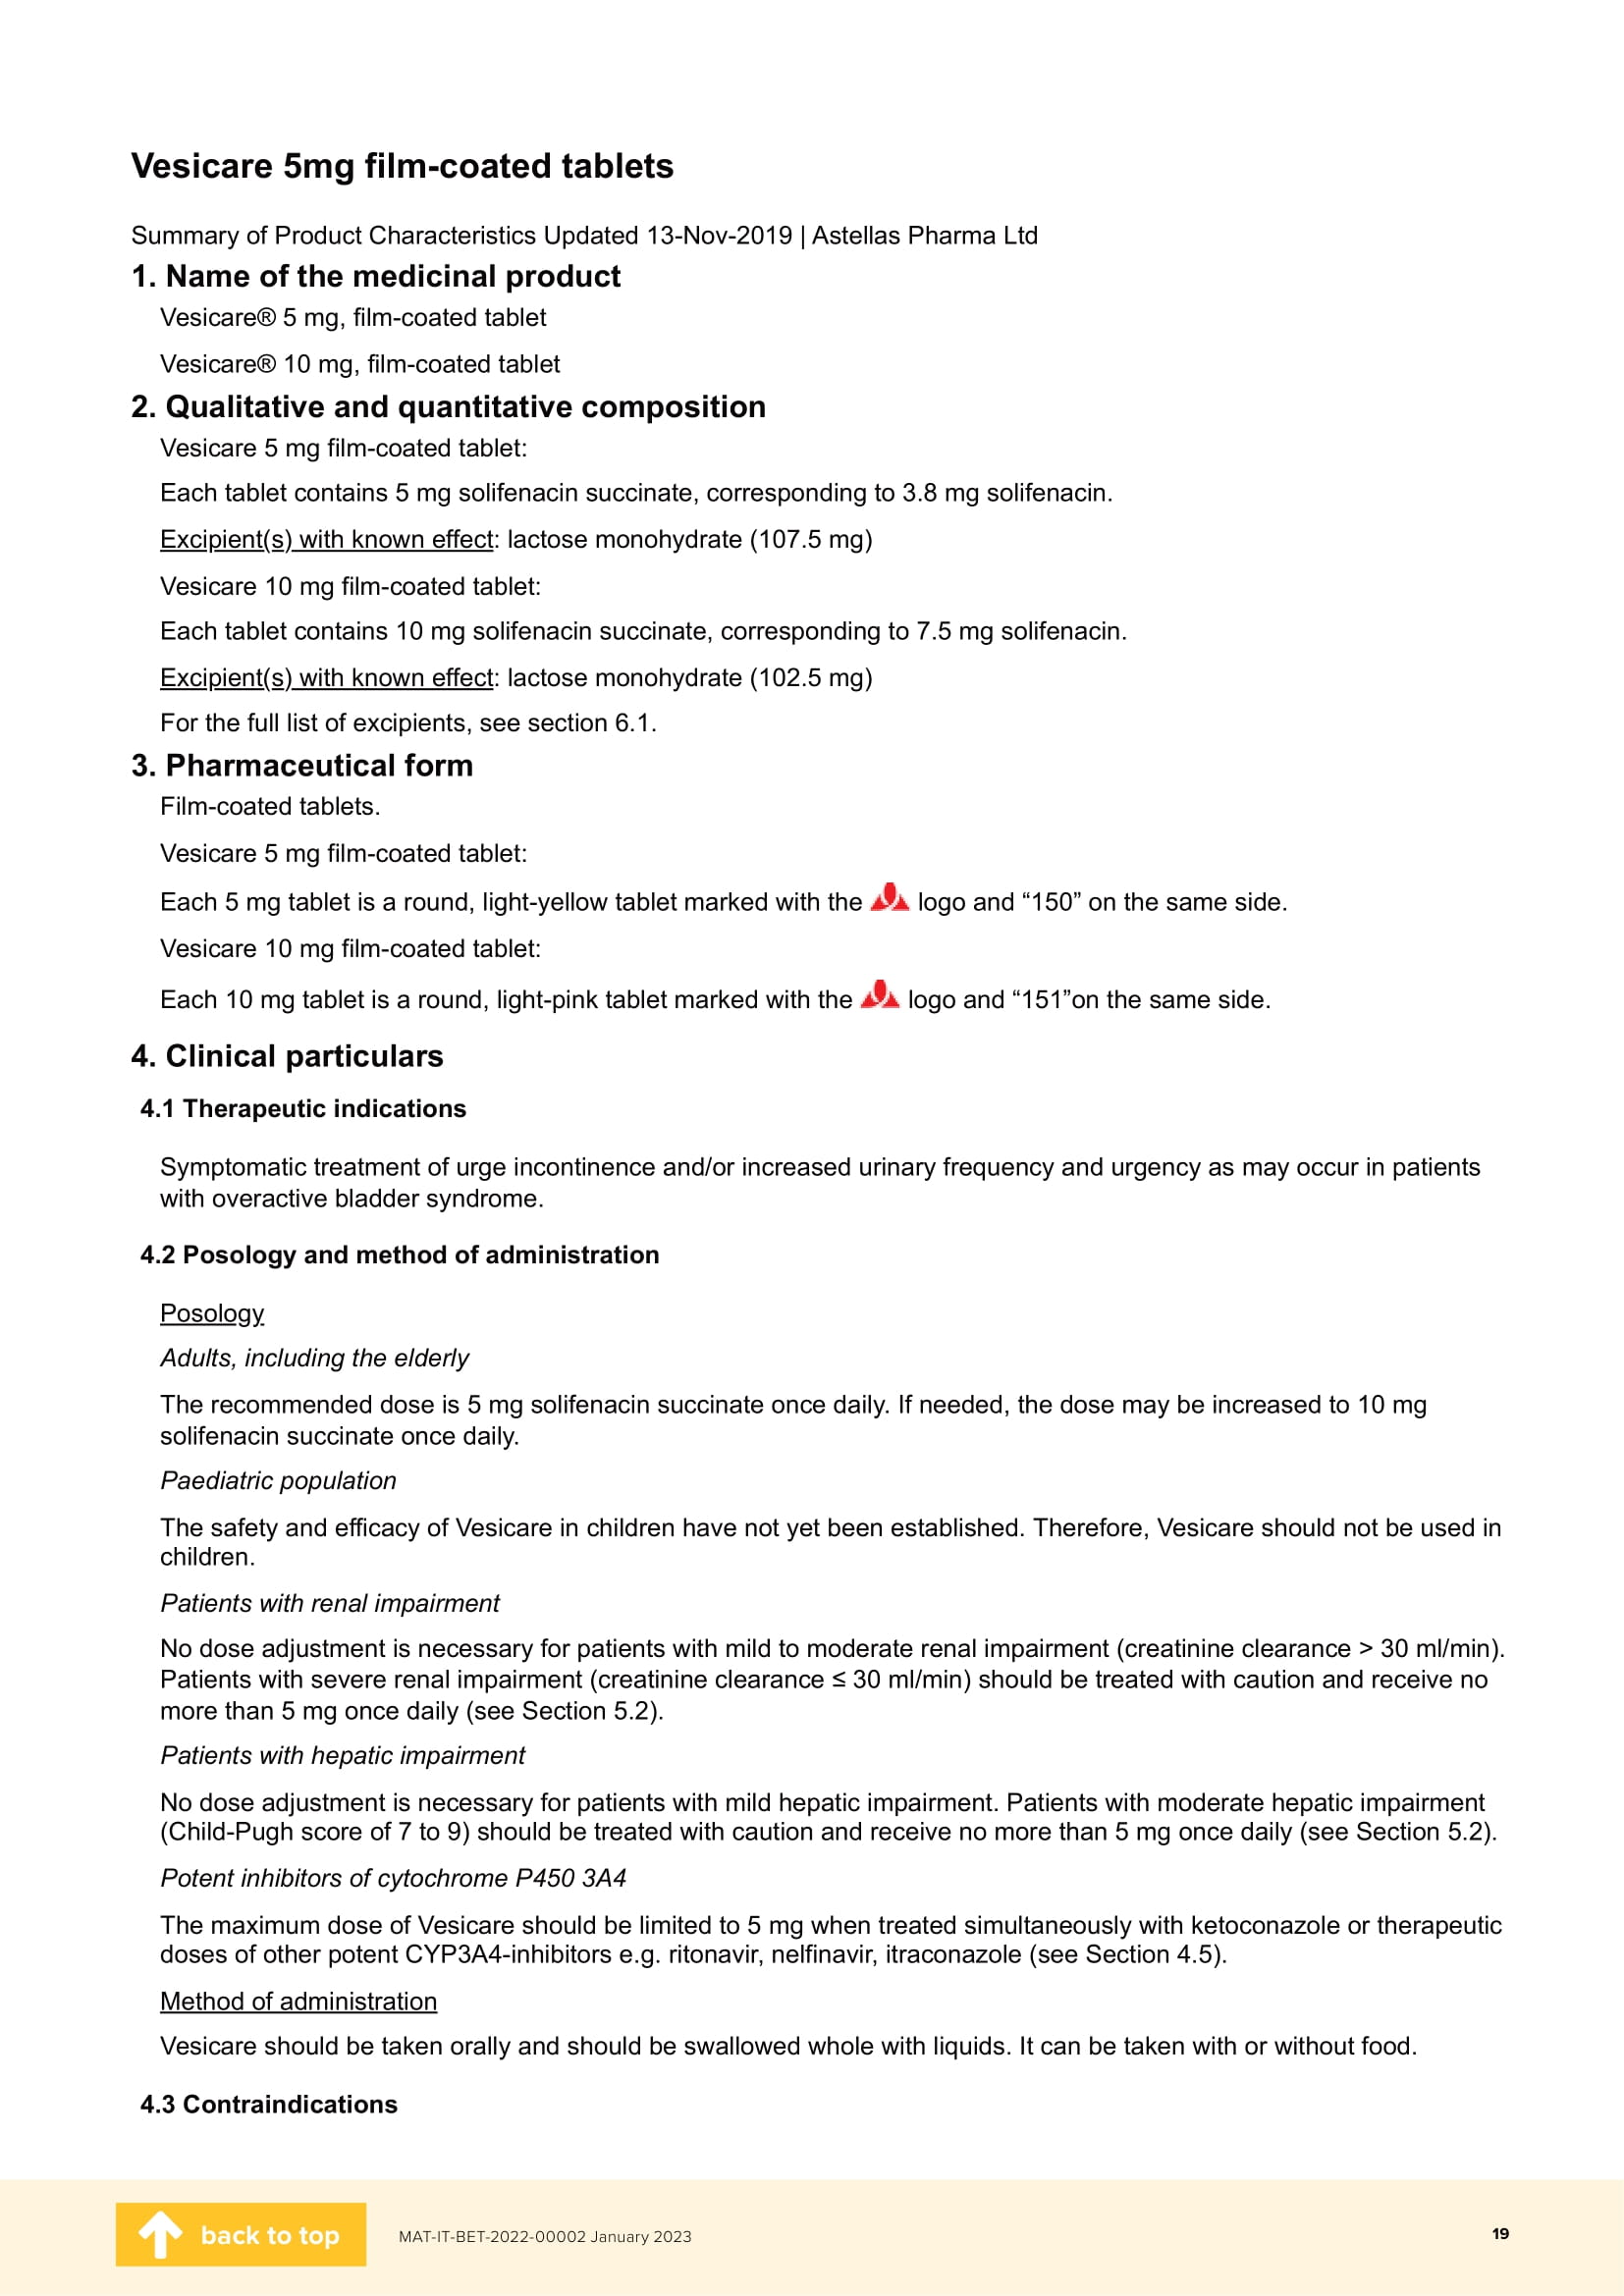 Vesicare 5mg film-coated tablets
Summary of Product Characteristics Updated 13-Nov-2019 | Astellas Pharma Ltd
1. Name of the medicinal product
Vesicare® 5 mg, film-coated tablet
Vesicare® 10 mg, film-coated tablet
2. Qualitative and quantitative composition
Vesicare 5 mg film-coated tablet:
Each tablet contains 5 mg solifenacin succinate, corresponding to 3.8 mg solifenacin.
Excipient(s) with known effect: lactose monohydrate (107.5 mg)
Vesicare 10 mg film-coated tablet:
Each tablet contains 10 mg solifenacin succinate, corresponding to 7.5 mg solifenacin.
Excipient(s) with known effect: lactose monohydrate (102.5 mg)
For the full list of excipients, see section 6.1.
3. Pharmaceutical form
Film-coated tablets.
Vesicare 5 mg film-coated tablet:
Each 5 mg tablet is a round, light-yellow tablet marked with the logo and “150” on the same side.
Vesicare 10 mg film-coated tablet:
Each 10 mg tablet is a round, light-pink tablet marked with the logo and “151”on the same side.
4. Clinical particulars
4.1 Therapeutic indications
Symptomatic treatment of urge incontinence and/or increased urinary frequency and urgency as may occur in patients
with overactive bladder syndrome.
4.2 Posology and method of administration
Posology
Adults, including the elderly
The recommended dose is 5 mg solifenacin succinate once daily. If needed, the dose may be increased to 10 mg
solifenacin succinate once daily.
Paediatric population
The safety and efficacy of Vesicare in children have not yet been established. Therefore, Vesicare should not be used in
children.
Patients with renal impairment
No dose adjustment is necessary for patients with mild to moderate renal impairment (creatinine clearance > 30 ml/min).
Patients with severe renal impairment (creatinine clearance ≤ 30 ml/min) should be treated with caution and receive no
more than 5 mg once daily (see Section 5.2).
Patients with hepatic impairment
No dose adjustment is necessary for patients with mild hepatic impairment. Patients with moderate hepatic impairment
(Child-Pugh score of 7 to 9) should be treated with caution and receive no more than 5 mg once daily (see Section 5.2).
Potent inhibitors of cytochrome P450 3A4
The maximum dose of Vesicare should be limited to 5 mg when treated simultaneously with ketoconazole or therapeutic
doses of other potent CYP3A4-inhibitors e.g. ritonavir, nelfinavir, itraconazole (see Section 4.5).
Method of administration
Vesicare should be taken orally and should be swallowed whole with liquids. It can be taken with or without food.
4.3 Contraindications
back to top
MAT-IT-BET-2022-00002 January 2023
19